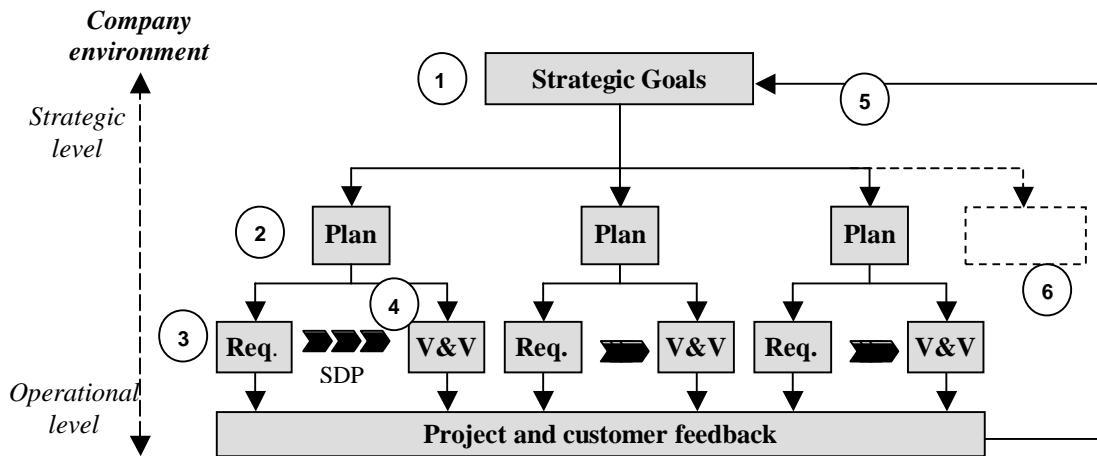 Company
environment
1
Strategic Goals
5
Strategic
level
2
Plan
Plan
Plan
6
4
3
Req.
V&V
Req.
V&V
Req.
V&V
SDP
Operational
level
Project and customer feedback